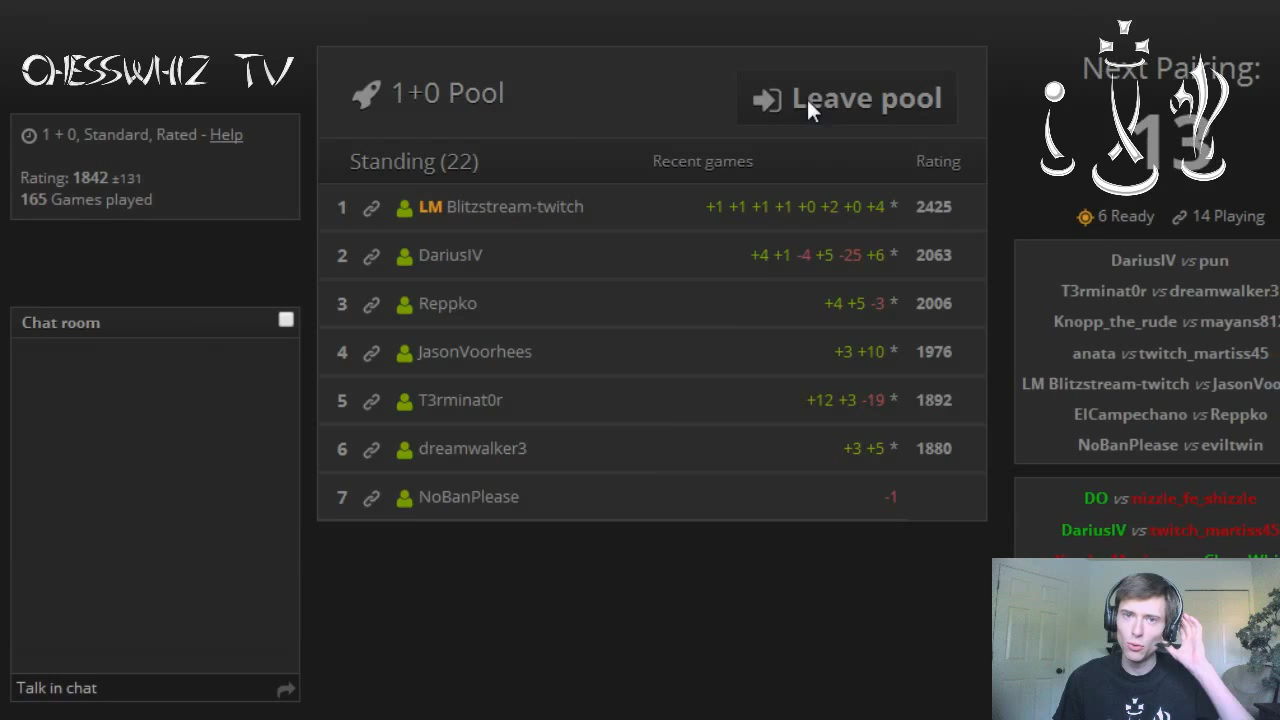 CHESSWHIZ TV
1 + 0, Standard, Rated - Help
Rating: 1842 ±131
165 Games played
Chat room
Talk in chat
1+0 Pool
Leave pool
Standing (22) Recent games Rating
1 LM Blitzstream-twitch +1 +1 +1 +1 +0 +2 +0 +4 * 2425
2 DariusIV +4 +1 -4 +5 -25 +6 * 2063
3 Reppko +4 +5 -3 * 2006
4 JasonVoorhees +3 +10 * 1976
5 T3rminat0r +12 +3 -19 * 1892
6 dreamwalker3 +3 +5 * 1880
7 NoBanPlease -1
Next Pairing:
13
6 Ready 14 Playing
DariusIV vs pun
T3rminat0r vs dreamwalker3
Knopp_the_rude vs mayans81
anata vs twitch_martiss45
LM Blitzstream-twitch vs JasonVoo
ElCampechano vs Reppko
NoBanPlease vs eviltwin
DO vs nizzle_fo_shizzle
DariusIV vs twitch_martiss45